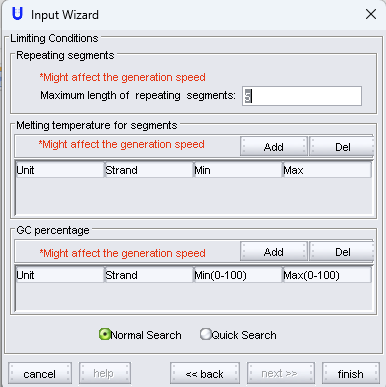 Input Wizard
Limiting Conditions
Repeating segments
*Might affect the generation speed
Maximum length of repeating segments:
Melting temperature for segments
*Might affect the generation speed Add Del
Unit Strand Min Max
GC percentage
*Might affect the generation speed Add Del
Unit Strand Min(0-100) Max(0-100)
Normal Search Quick Search
cancel help << back next >> finish